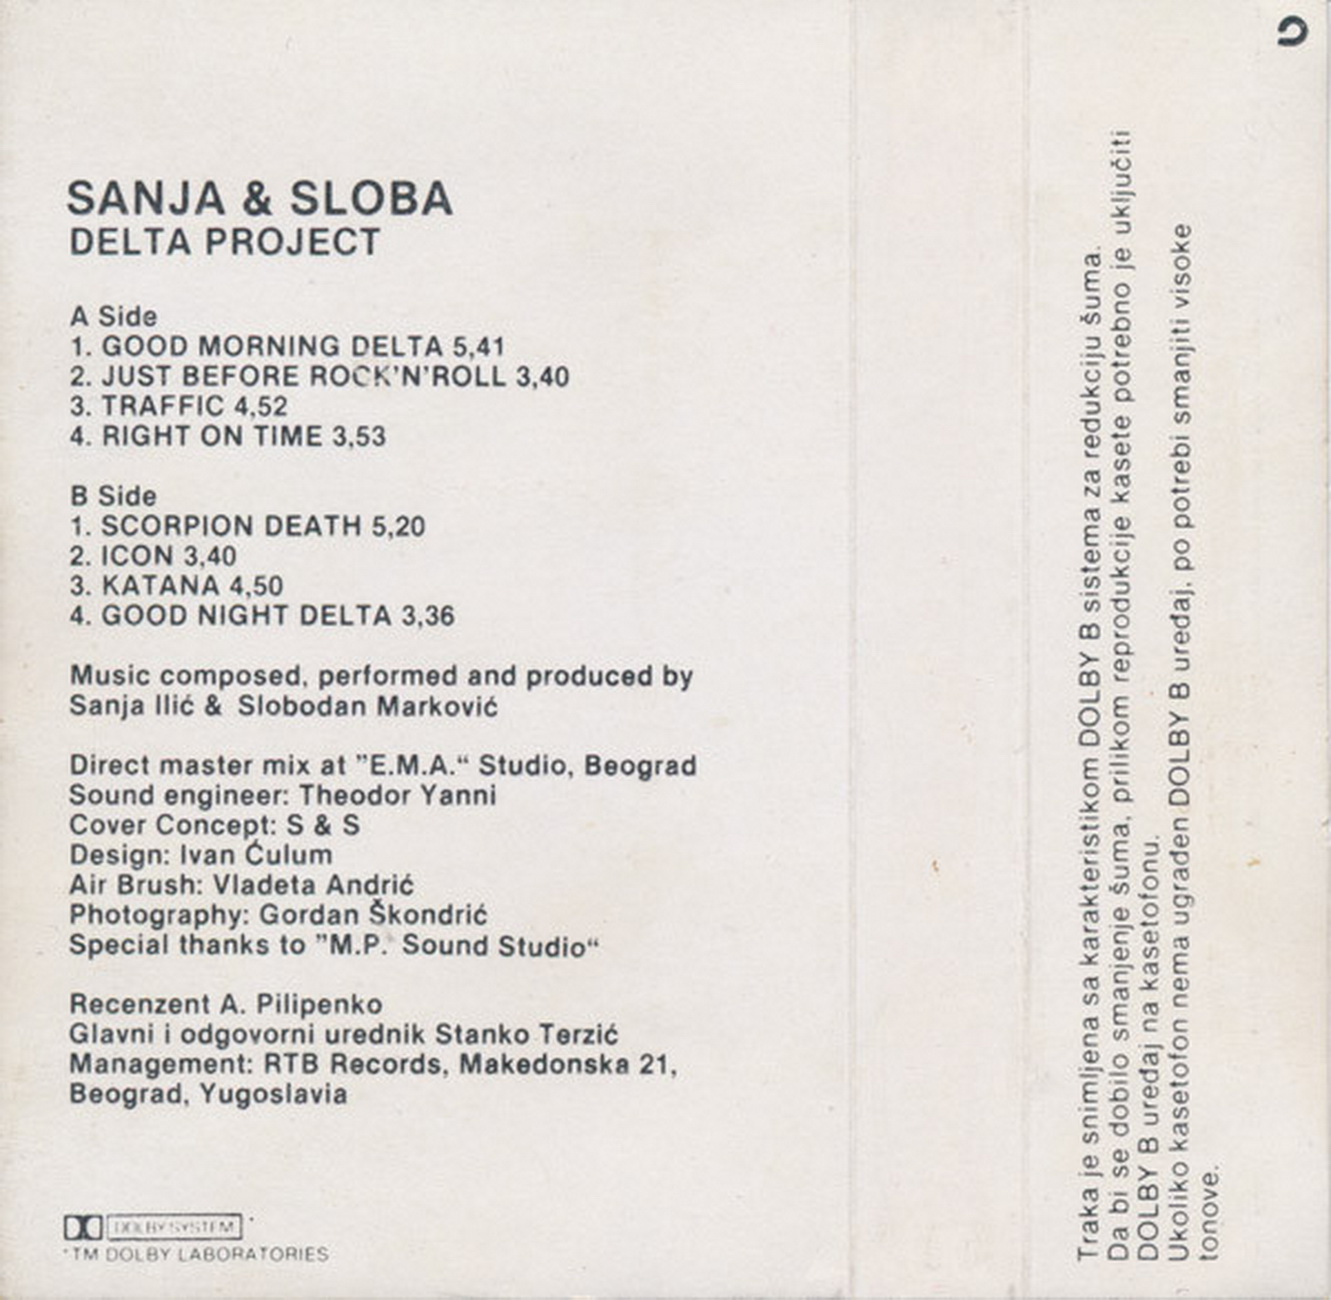 SANJA & SLOBA
DELTA PROJECT
A Side
1. GOOD MORNING DELTA 5,41
2. JUST BEFORE ROCK'N'ROLL 3,40
3. TRAFFIC 4,52
4. RIGHT ON TIME 3,53
B Side
1. SCORPION DEATH 5,20
2. ICON 3,40
3. KATANA 4,50
4. GOOD NIGHT DELTA 3,36
Music composed, performed and produced by
Sanja Ilić & Slobodan Marković
Direct master mix at ”E.M.A.“ Studio, Beograd
Sound engineer: Theodor Yanni
Cover Concept: S & S
Design: Ivan Ćulum
Air Brush: Vladeta Andrić
Photography: Gordan Škondrić
Special thanks to ”M.P. Sound Studio“
Recenzent A. Pilipenko
Glavni i odgovorni urednik Stanko Terzić
Management: RTB Records, Makedonska 21,
Beograd, Yugoslavia
DOLBY SYSTEM *
*TM DOLBY LABORATORIES
Traka je snimljena sa karakteristikom DOLBY B sistema za redukciju šuma.
Da bi se dobilo smanjenje šuma, prilikom reprodukcije kasete potrebno je uključiti
DOLBY B uređaj na kasetofonu.
Ukoliko kasetofon nema ugrađen DOLBY B uređaj, po potrebi smanjiti visoke
tonove.